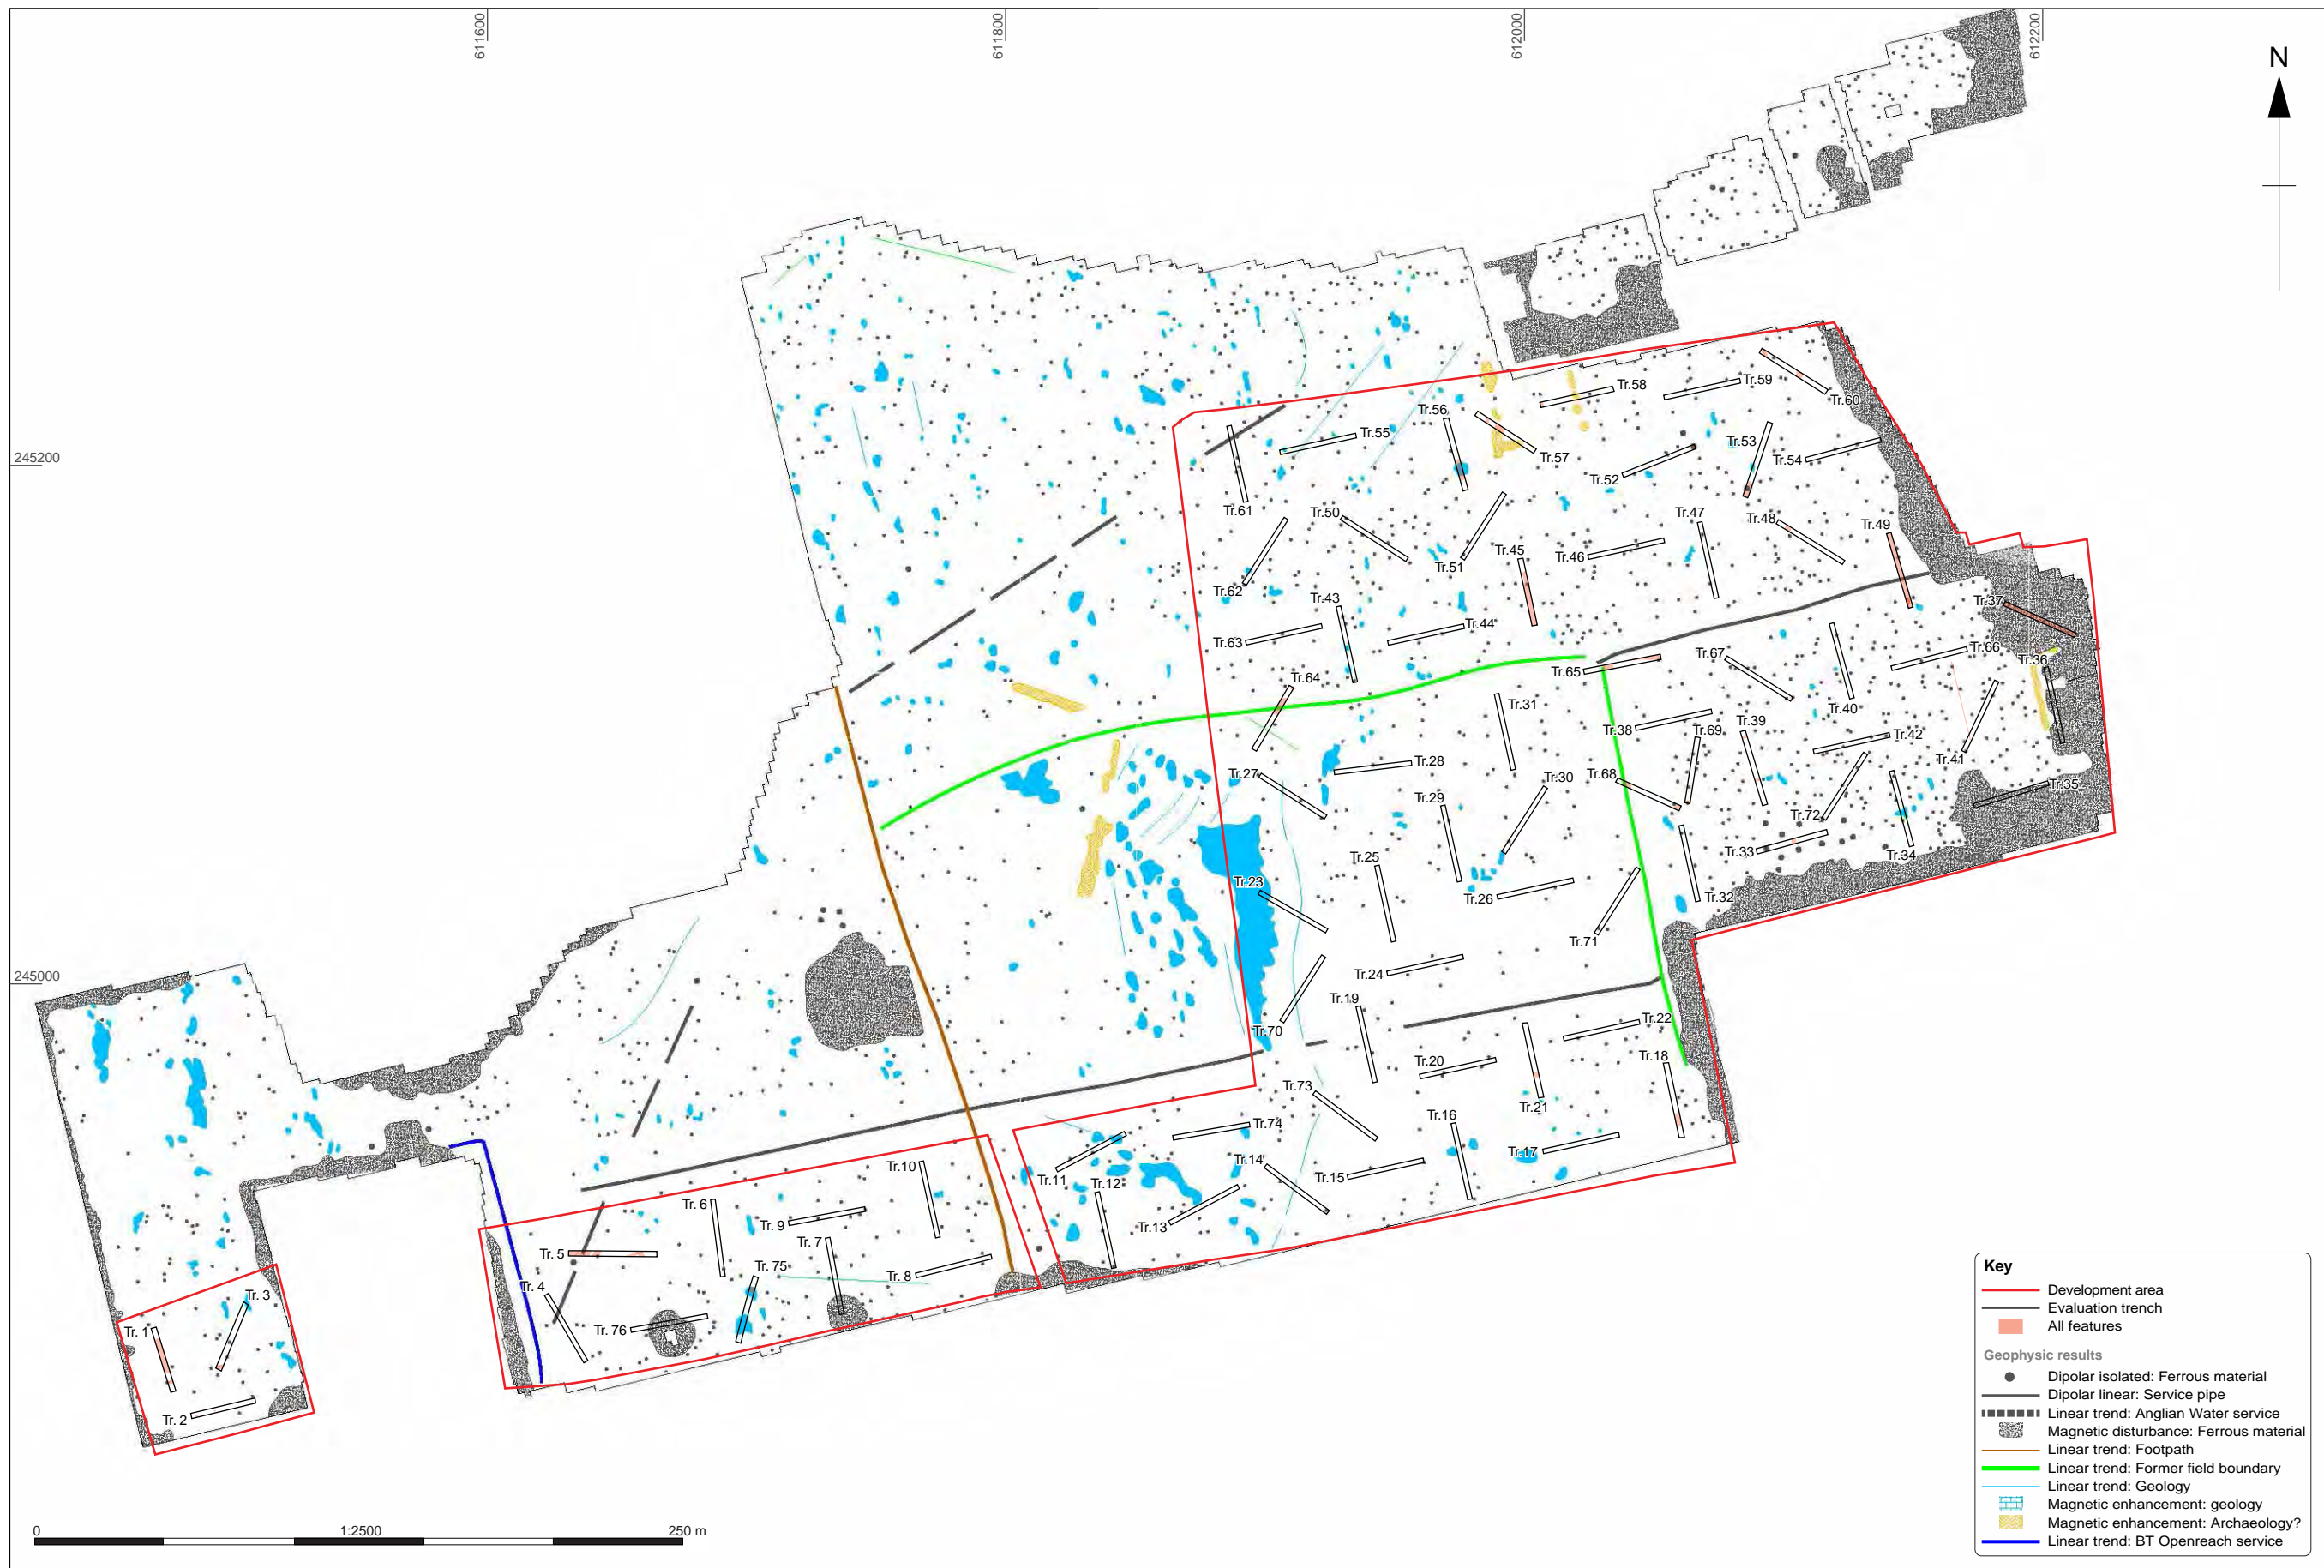 611600
611800
612000
612200
N
245200
245000
Tr.58
Tr.59
Tr.60
Tr.56
Tr.55
Tr.57
Tr.53
Tr.54
Tr.52
Tr.61
Tr.50
Tr.47
Tr.48
Tr.49
Tr.45
Tr.46
Tr.51
Tr.62
Tr.43
Tr.37
Tr.63
Tr.44
Tr.66
Tr.67
Tr.36
Tr.65
Tr.64
Tr.31
Tr.40
Tr.38
Tr.69
Tr.39
Tr.42
Tr.41
Tr.28
Tr.27
Tr.30
Tr.68
Tr.35
Tr.29
Tr.72
Tr.33
Tr.34
Tr.25
Tr.23
Tr.26
Tr.32
Tr.71
Tr.24
Tr.19
Tr.70
Tr.22
Tr.20
Tr.18
Tr.73
Tr.21
Tr.74
Tr.16
Tr.17
Tr.14
Tr.15
Tr.11
Tr.12
Tr.13
Tr.10
Tr. 6
Tr. 9
Tr. 7
Tr. 5
Tr. 75
Tr. 8
Tr. 4
Tr. 76
Tr. 3
Tr. 1
Tr. 2
Key
Development area
Evaluation trench
All features
Geophysic results
Dipolar isolated: Ferrous material
Dipolar linear: Service pipe
Linear trend: Anglian Water service
Magnetic disturbance: Ferrous material
Linear trend: Footpath
Linear trend: Former field boundary
Linear trend: Geology
Magnetic enhancement: geology
Magnetic enhancement: Archaeology?
Linear trend: BT Openreach service
0 1:2500 250 m